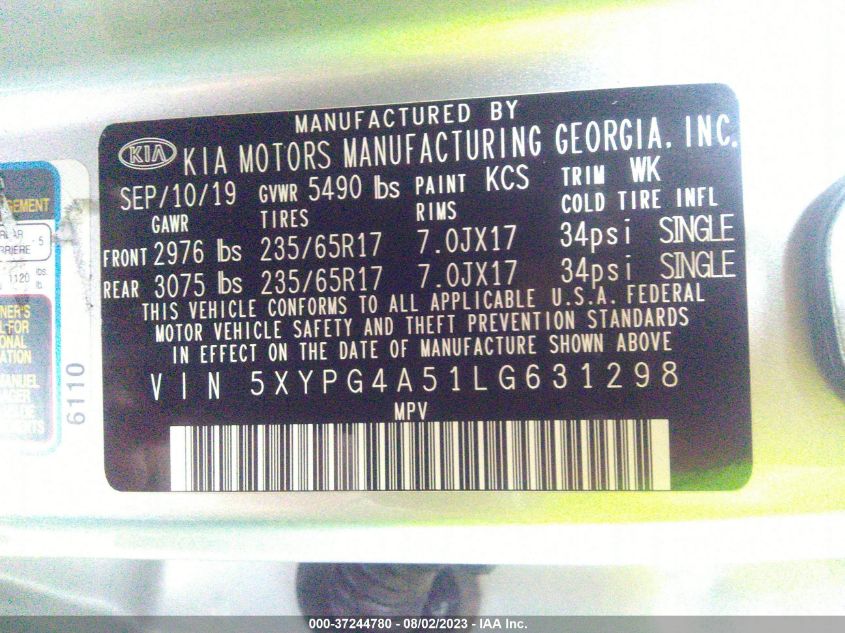 MANUFACTURED BY
KIA KIA MOTORS MANUFACTURING GEORGIA, INC.
SEP/10/19 GVWR 5490 lbs PAINT KCS TRIM WK
GAWR TIRES RIMS COLD TIRE INFL
FRONT 2976 lbs 235/65R17 7.0JX17 34psi SINGLE
REAR 3075 lbs 235/65R17 7.0JX17 34psi SINGLE
THIS VEHICLE CONFORMS TO ALL APPLICABLE U.S.A. FEDERAL
MOTOR VEHICLE SAFETY AND THEFT PREVENTION STANDARDS
IN EFFECT ON THE DATE OF MANUFACTURE SHOWN ABOVE
VIN 5XYPG4A51LG631298
MPV
5
1120 lbs.
MANUEL
6110
000-37244780 - 08/02/2023 - IAA Inc.